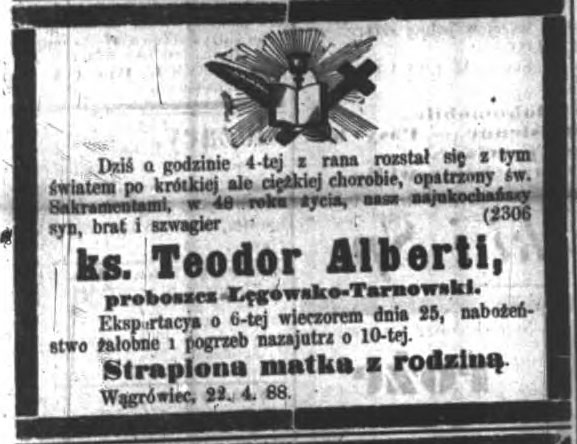 Dziś o godzinie 4-tej z rana rozstał się z tym
światem po krótkiej ale ciężkiej chorobie, opatrzony św.
Sakramentami, w 48 roku życia, nasz najukochańszy
syn, brat i szwagier (2306
ks. Teodor Alberti,
proboszcz Łęgowsko-Tarnowski.
Eksportacya o 6-tej wieczorem dnia 25, nabożeń-
stwo żałobne i pogrzeb nazajutrz o 10-tej.
Strapiona matka z rodziną.
Wągrówiec, 22. 4. 88.